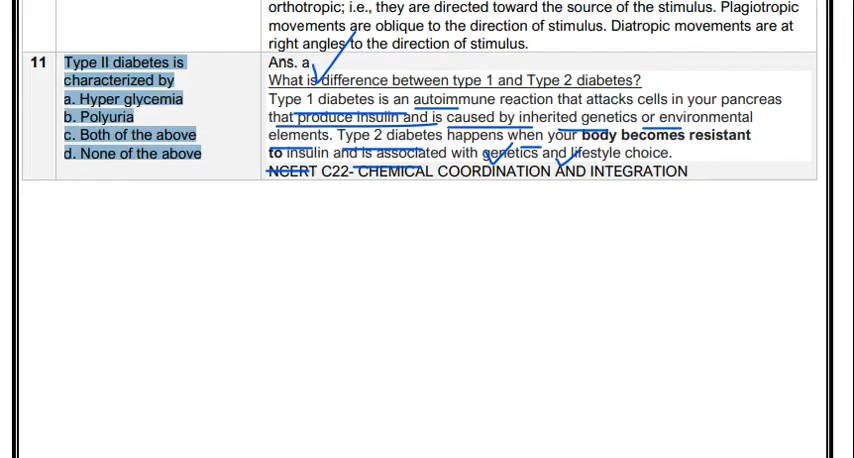 orthotropic; i.e., they are directed toward the source of the stimulus. Plagiotropic
movements are oblique to the direction of stimulus. Diatropic movements are at
right angles to the direction of stimulus.
11
Type II diabetes is
characterized by
a. Hyper glycemia
b. Polyuria
c. Both of the above
d. None of the above
Ans. a
What is difference between type 1 and Type 2 diabetes?
Type 1 diabetes is an autoimmune reaction that attacks cells in your pancreas
that produce insulin and is caused by inherited genetics or environmental
elements. Type 2 diabetes happens when your body becomes resistant
to insulin and is associated with genetics and lifestyle choice.
NCERT C22- CHEMICAL COORDINATION AND INTEGRATION